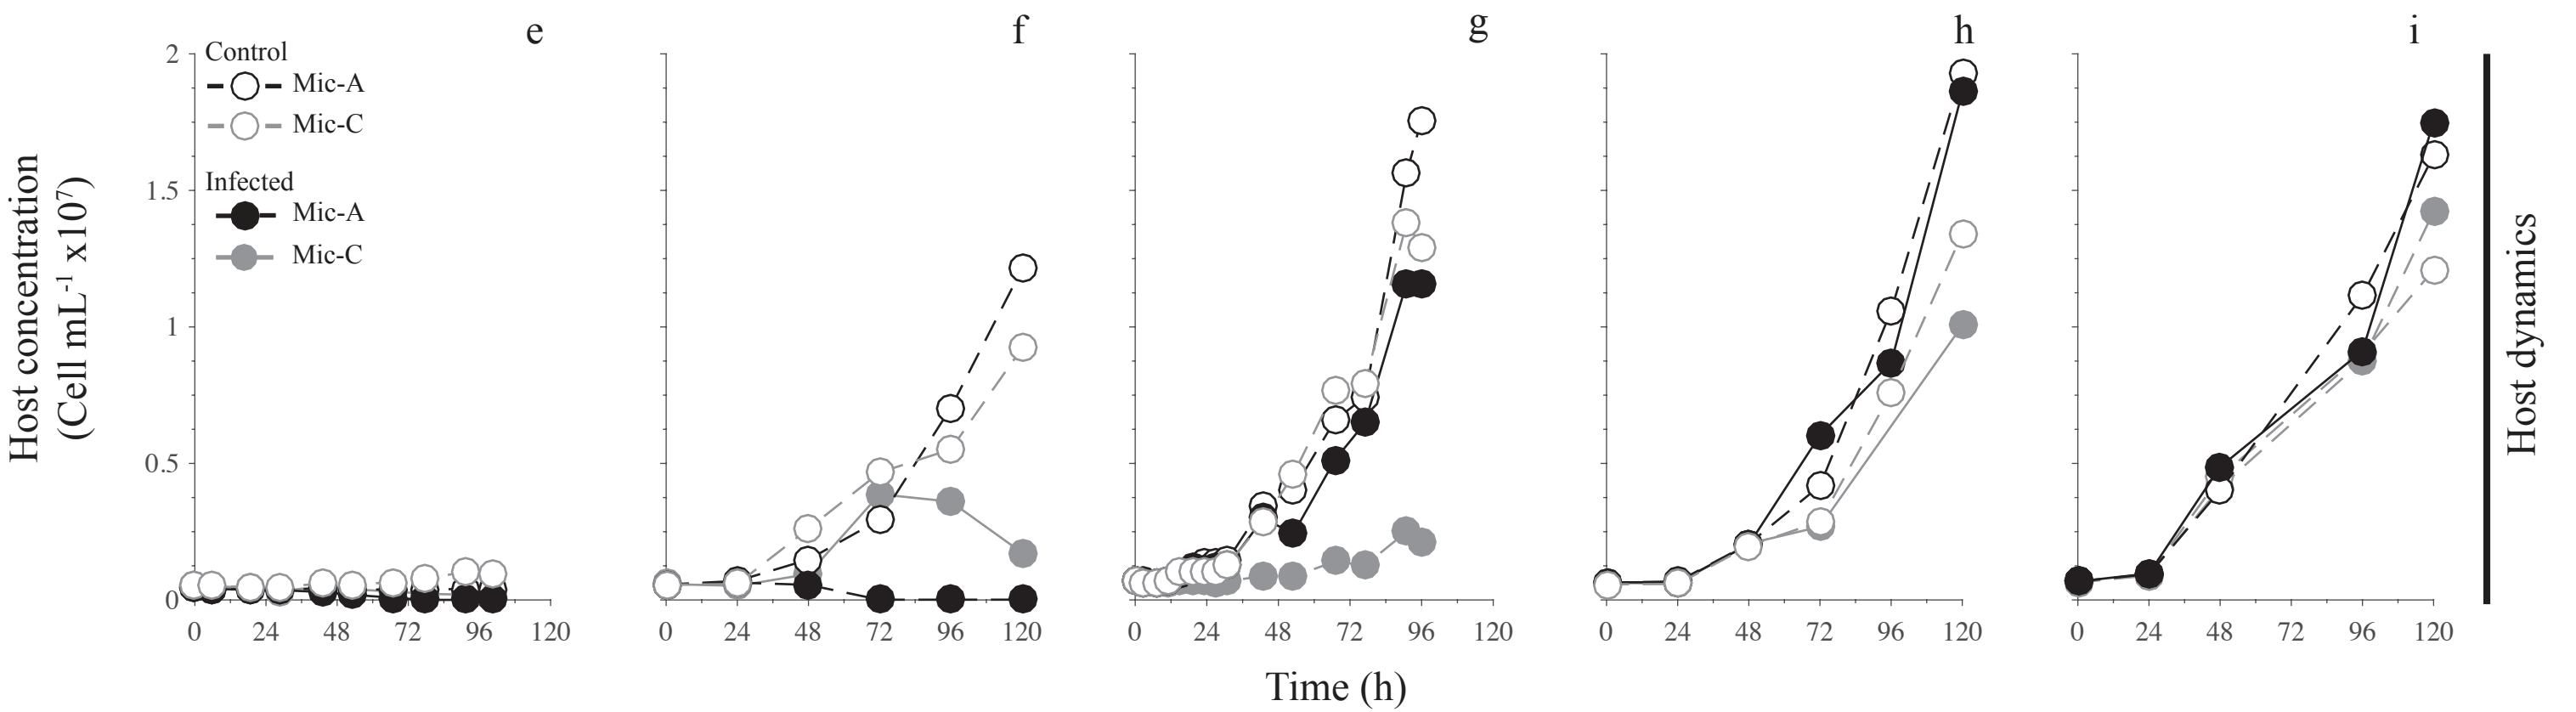 e
f
g
h
i
Control
Mic-A
Mic-C
Infected
Mic-A
Mic-C
2
1.5
1
0.5
0
Host concentration
(Cell mL⁻¹ x10⁷)
0 24 48 72 96 120
0 24 48 72 96 120
0 24 48 72 96 120
0 24 48 72 96 120
0 24 48 72 96 120
Time (h)
Host dynamics